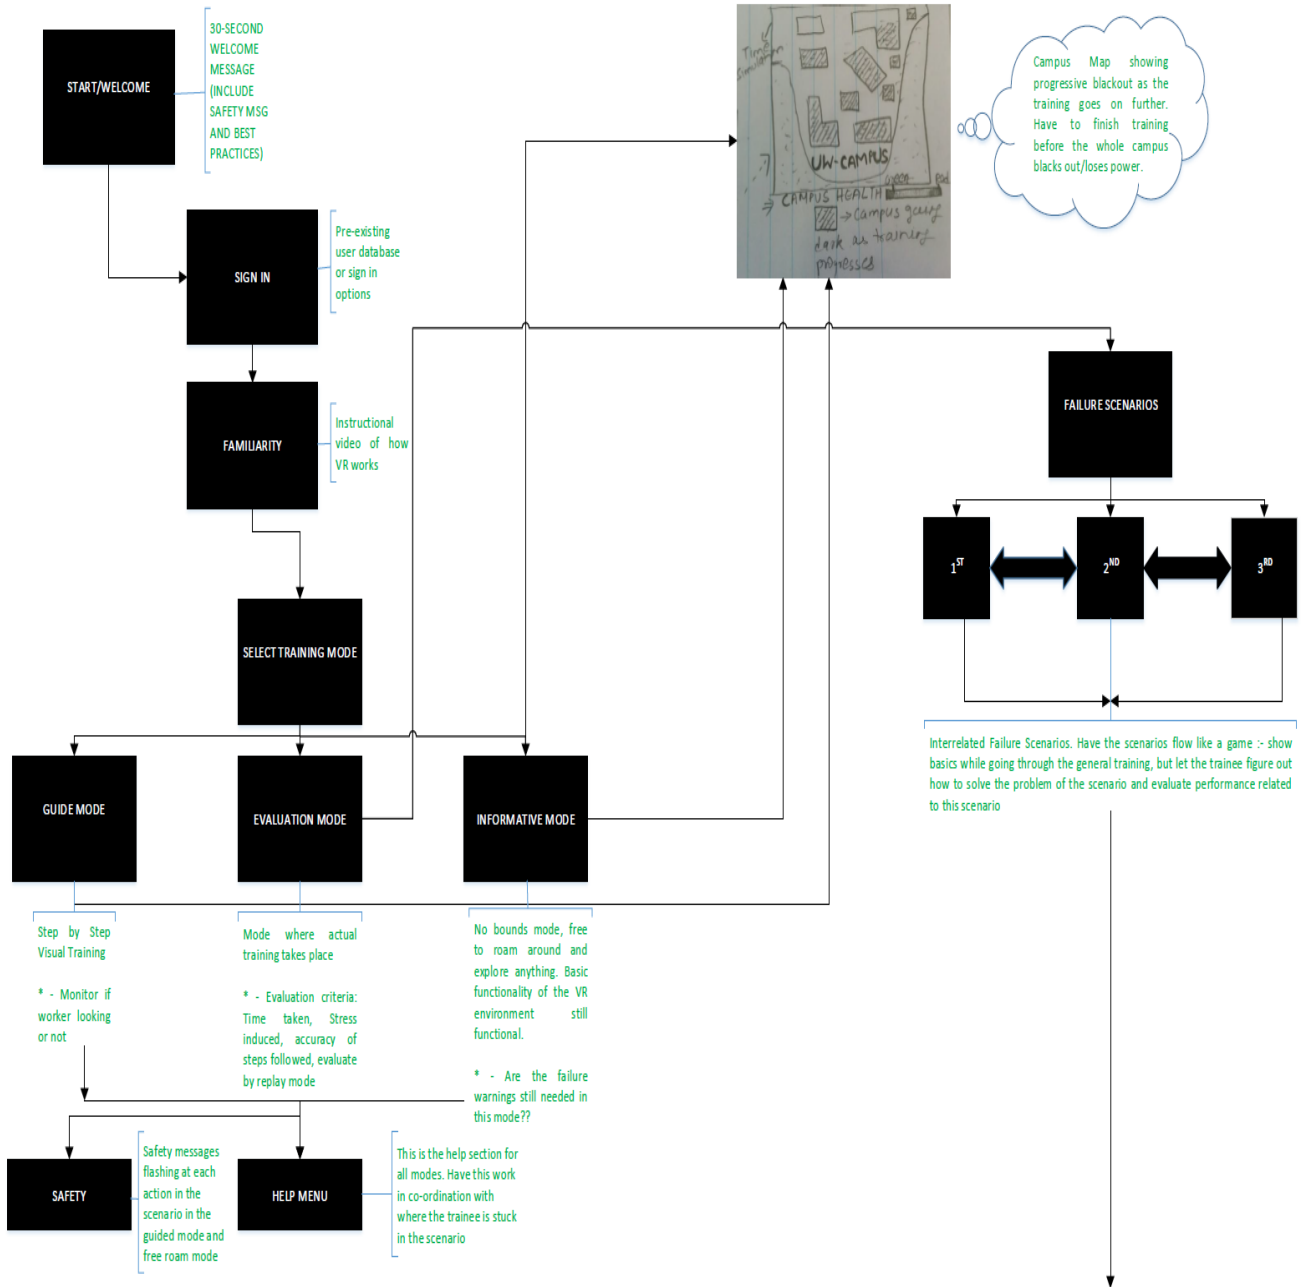 START/WELCOME
30-SECOND
WELCOME
MESSAGE
(INCLUDE
SAFETY MSG
AND BEST
PRACTICES)
SIGN IN
Pre-existing
user database
or sign in
options
FAMILIARITY
Instructional
video of how
VR works
SELECT TRAINING MODE
GUIDE MODE
EVALUATION MODE
INFORMATIVE MODE
Step by Step
Visual Training
* - Monitor if
worker looking
or not
Mode where actual
training takes place
* - Evaluation criteria:
Time taken, Stress
induced, accuracy of
steps followed, evaluate
by replay mode
No bounds mode, free
to roam around and
explore anything. Basic
functionality of the VR
environment still
functional.
* - Are the failure
warnings still needed in
this mode??
SAFETY
Safety messages
flashing at each
action in the
scenario in the
guided mode and
free roam mode
HELP MENU
This is the help section for
all modes. Have this work
in co-ordination with
where the trainee is stuck
in the scenario
Time
UW-CAMPUS
green
CAMPUS HEALTH
→ Campus going
dark as training
progresses
Campus Map showing
progressive blackout as the
training goes on further.
Have to finish training
before the whole campus
blacks out/loses power.
FAILURE SCENARIOS
1ST
2ND
3RD
Interrelated Failure Scenarios. Have the scenarios flow like a game :- show
basics while going through the general training, but let the trainee figure out
how to solve the problem of the scenario and evaluate performance related
to this scenario